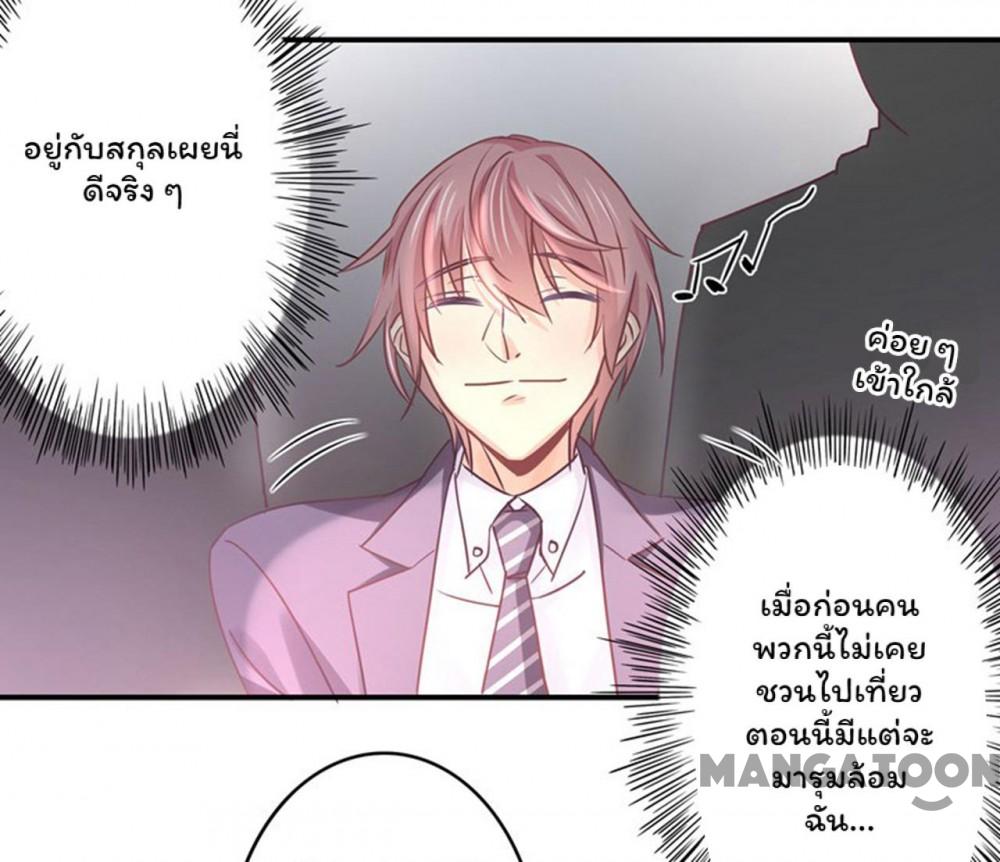 อยู่กับสกุลเผยนี่
ดีจริง ๆ
ค่อย ๆ
เข้าใกล้
เมื่อก่อนคน
พวกนี้ไม่เคย
ชวนไปเที่ยว
ตอนนี้มีแต่จะ
มารุมล้อม
ฉัน...
MANGATOON